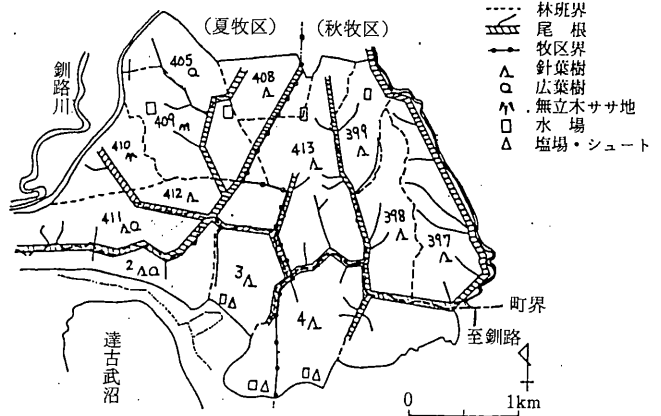 (夏牧区)
(秋牧区)
林班界
尾根
牧区界
針葉樹
広葉樹
無立木ササ地
水場
塩場・シュート
釧路川
405
408
409
410
411
412
413
399
398
397
2
3
4
達古武沼
町界
至釧路
0
1km